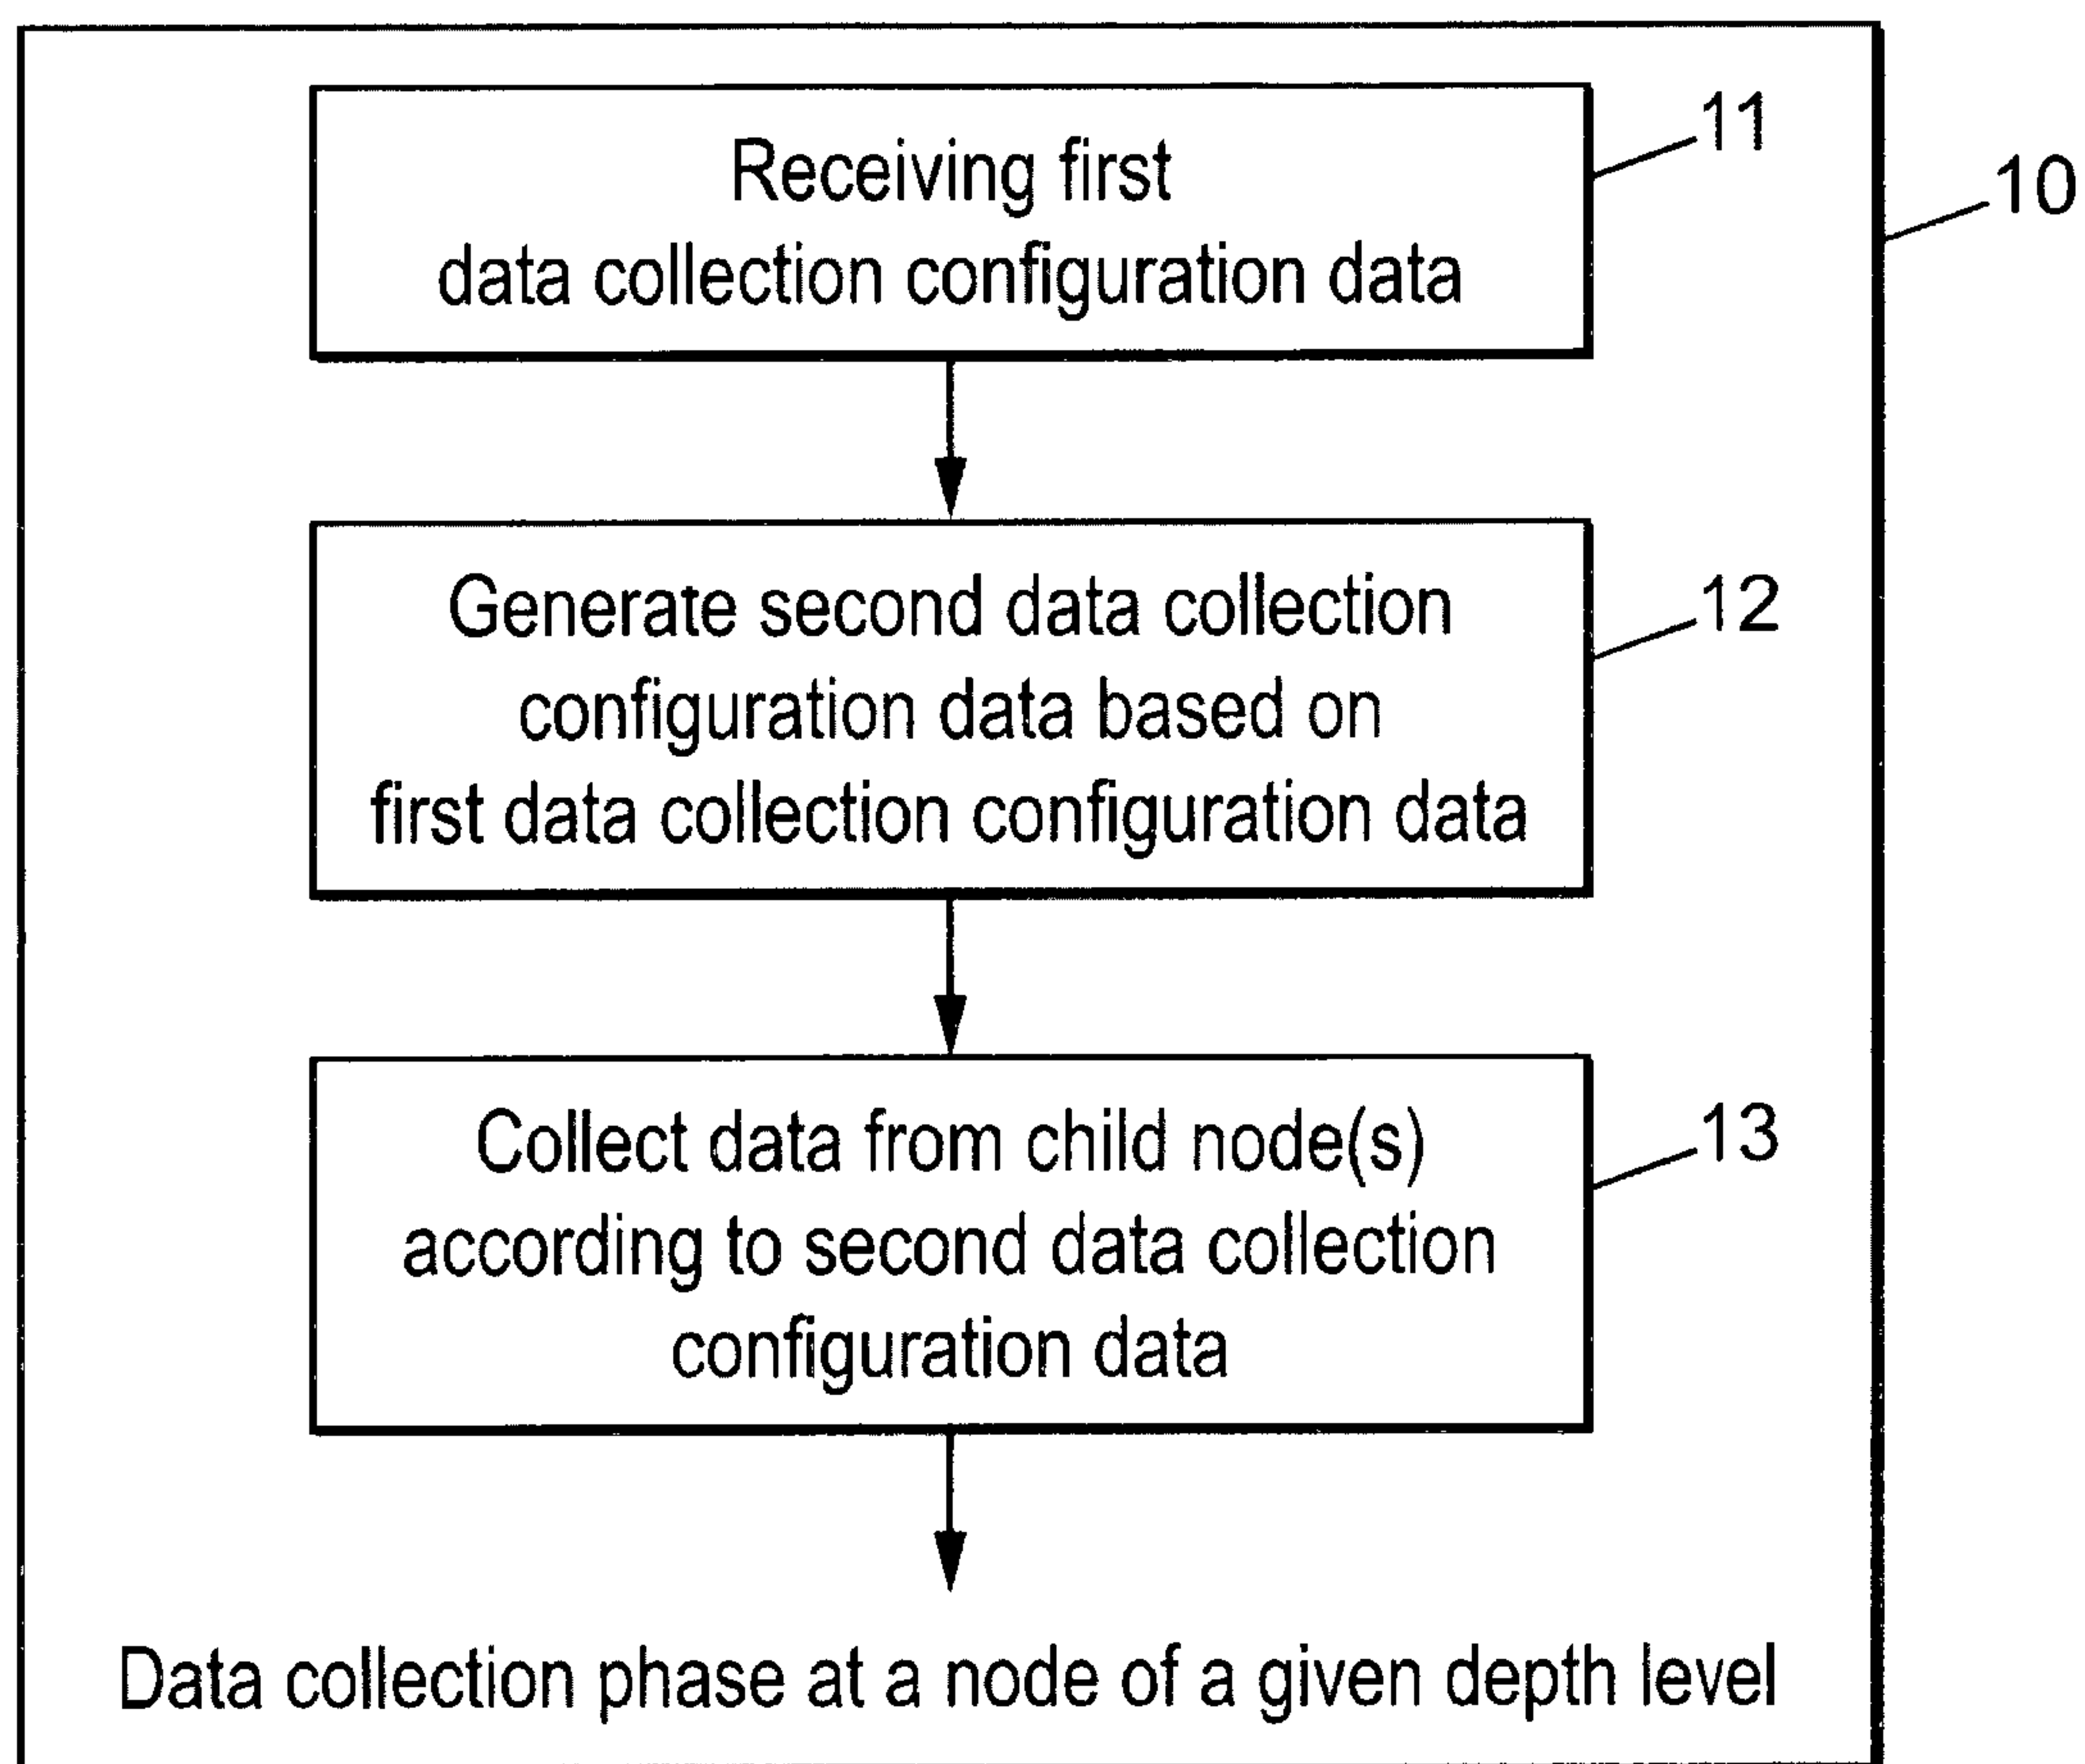 Receiving first
data collection configuration data
11
10
Generate second data collection
configuration data based on
first data collection configuration data
12
Collect data from child node(s)
according to second data collection
configuration data
13
Data collection phase at a node of a given depth level